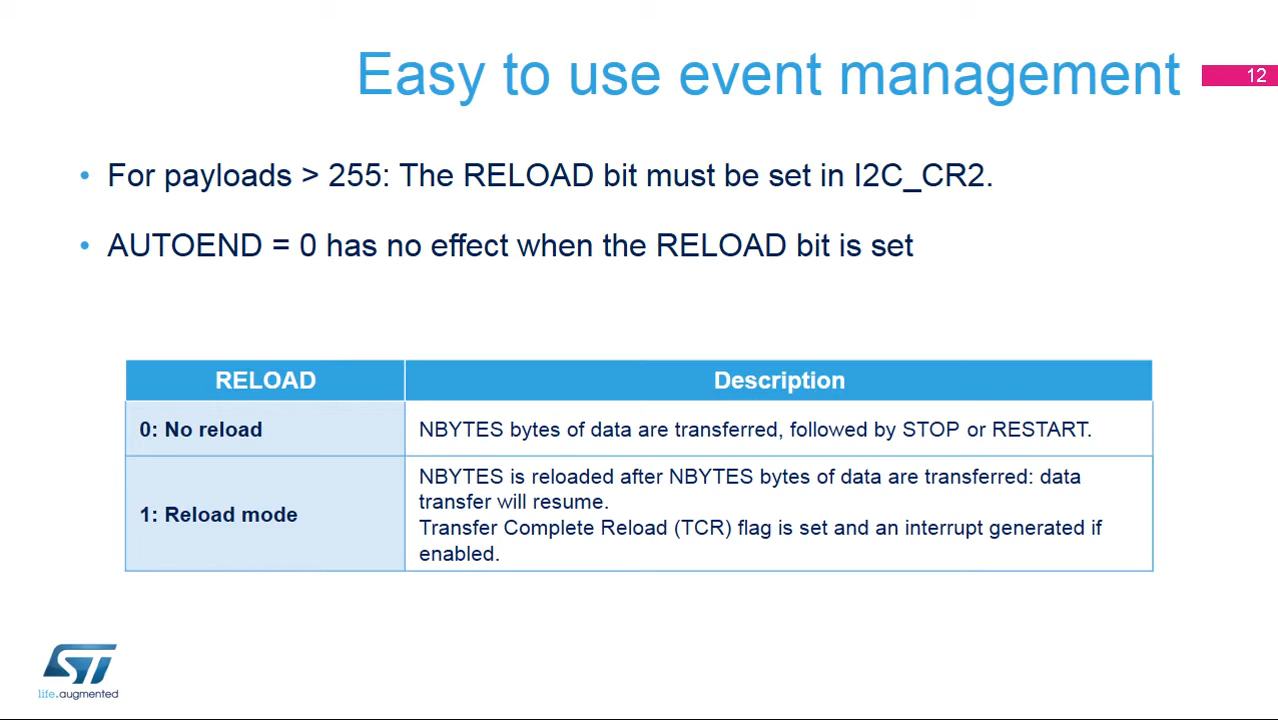 Easy to use event management
12
• For payloads > 255: The RELOAD bit must be set in I2C_CR2.
• AUTOEND = 0 has no effect when the RELOAD bit is set
RELOAD
Description
0: No reload
NBYTES bytes of data are transferred, followed by STOP or RESTART.
1: Reload mode
NBYTES is reloaded after NBYTES bytes of data are transferred: data
transfer will resume.
Transfer Complete Reload (TCR) flag is set and an interrupt generated if
enabled.
ST
life.augmented